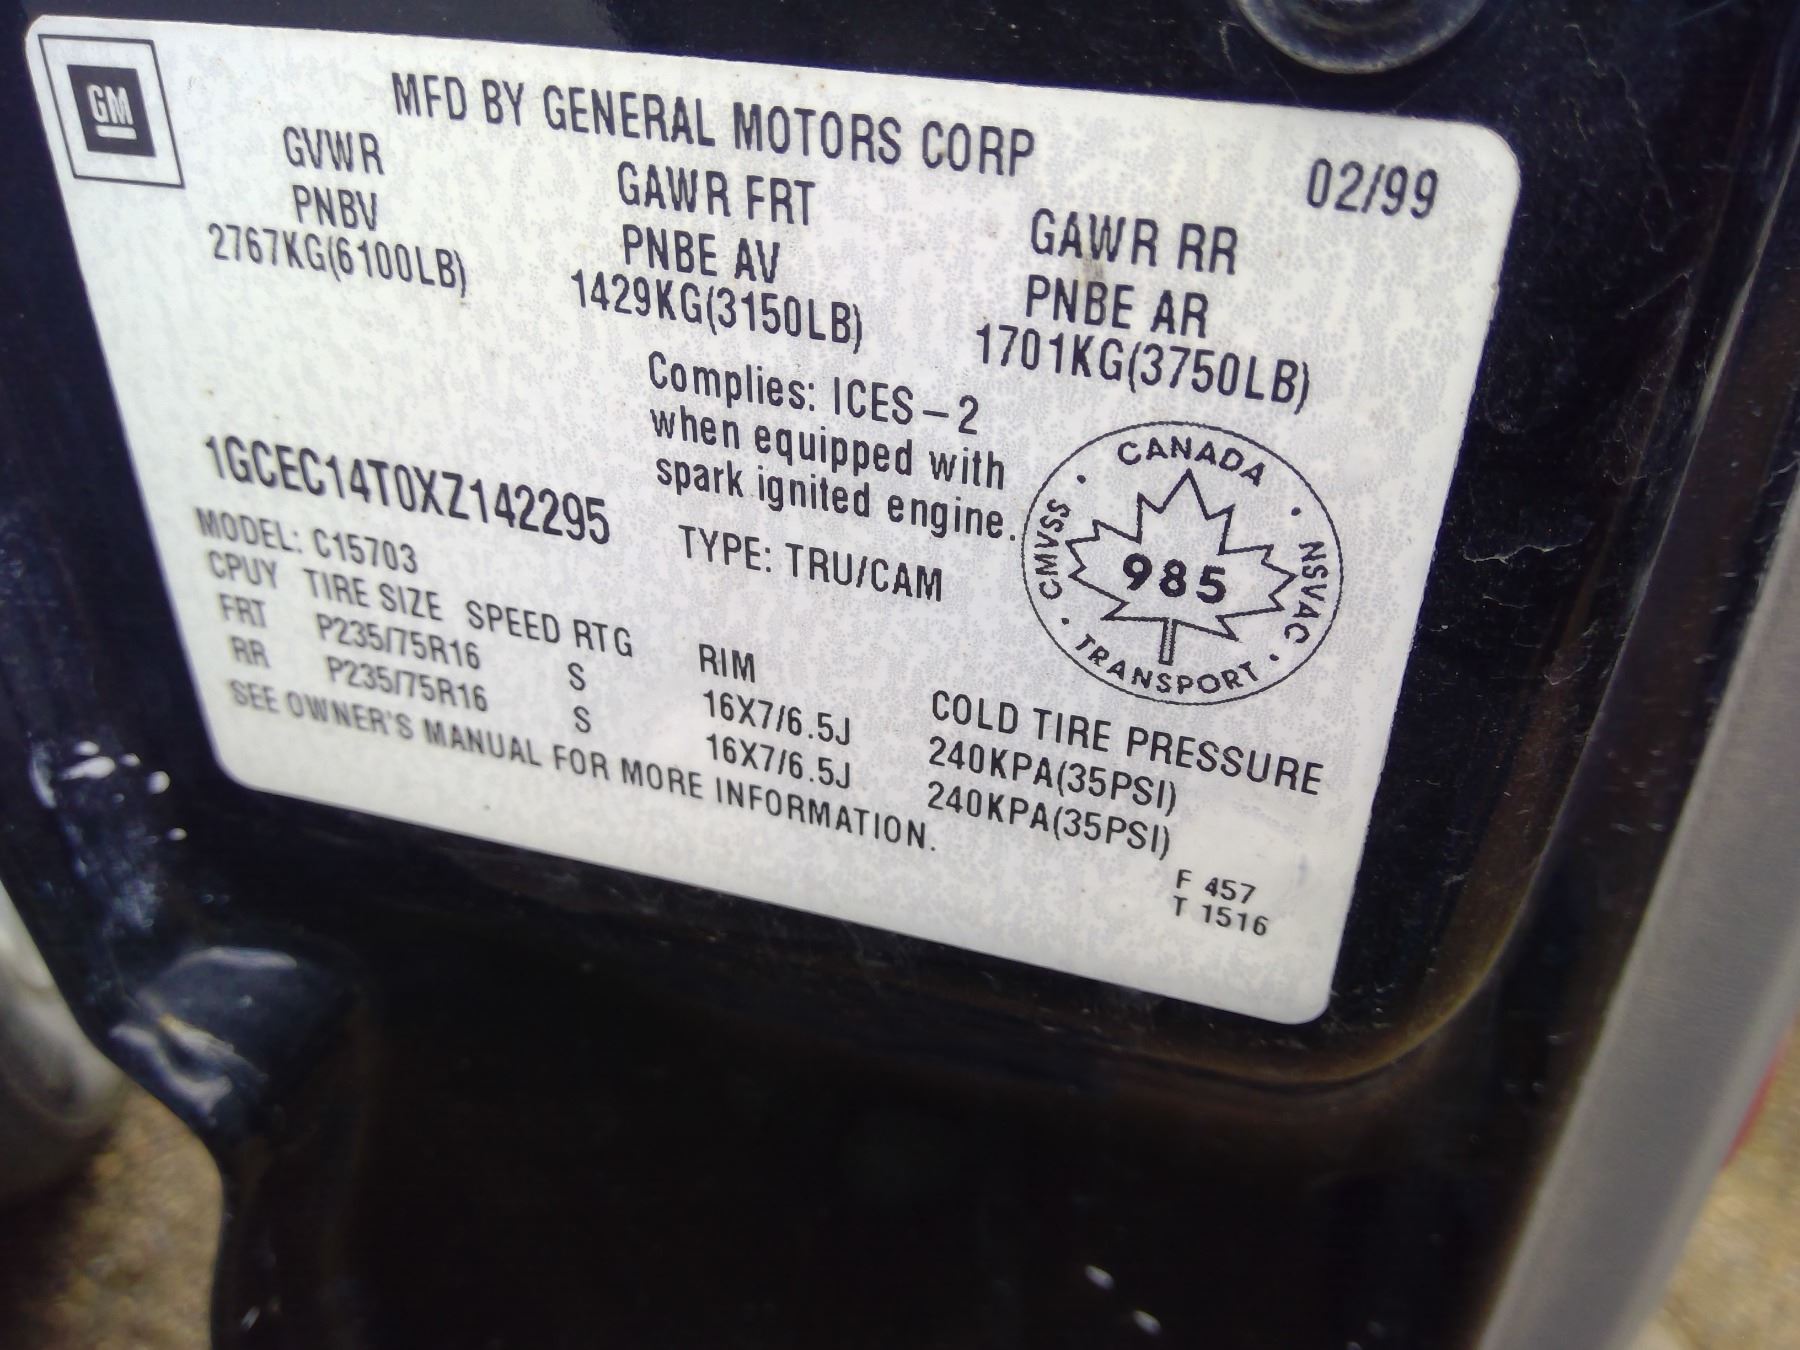 GM
MFD BY GENERAL MOTORS CORP
02/99
GVWR
PNBV
2767KG(6100LB)
GAWR FRT
PNBE AV
1429KG(3150LB)
GAWR RR
PNBE AR
1701KG(3750LB)
Complies: ICES-2
when equipped with
spark ignited engine.
1GCEC14T0XZ142295
TYPE: TRU/CAM
CANADA · NSVAC · TRANSPORT · CMVSS ·
985
MODEL: C15703
CPUY TIRE SIZE SPEED RTG RIM COLD TIRE PRESSURE
FRT P235/75R16 S 16X7/6.5J 240KPA(35PSI)
RR P235/75R16 S 16X7/6.5J 240KPA(35PSI)
SEE OWNER'S MANUAL FOR MORE INFORMATION.
F 457
T 1516